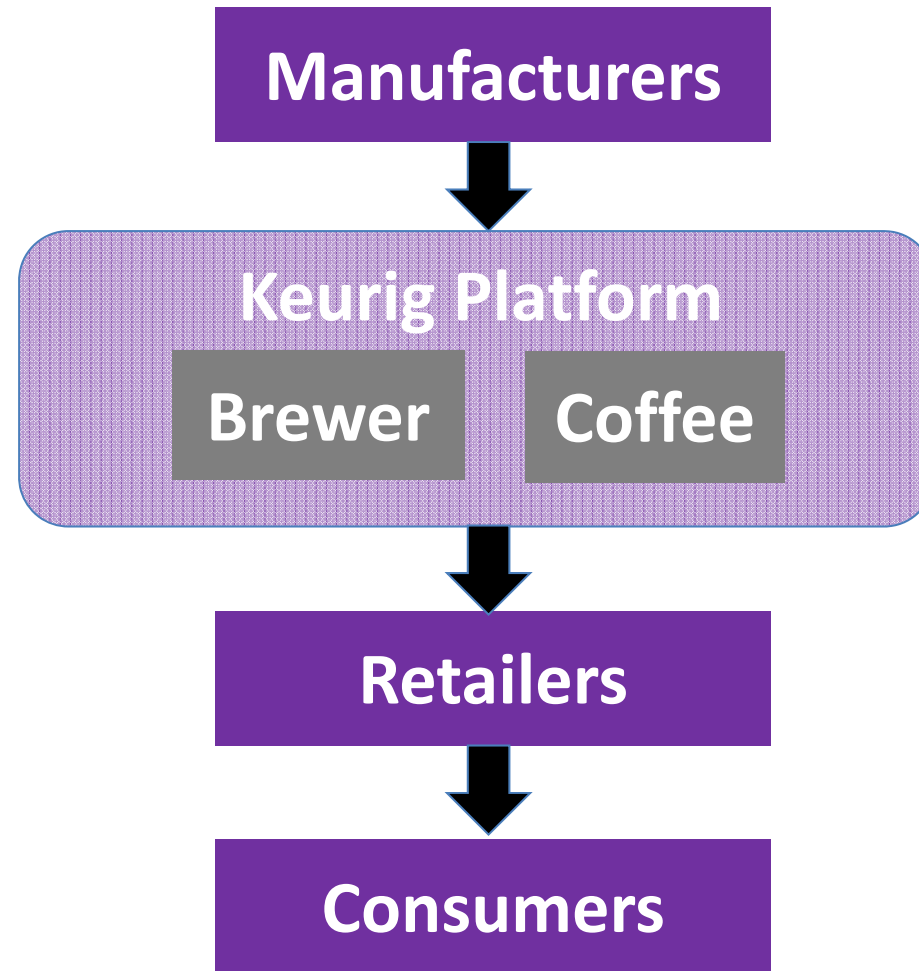 Manufacturers
Keurig Platform
Brewer
Coffee
Retailers
Consumers